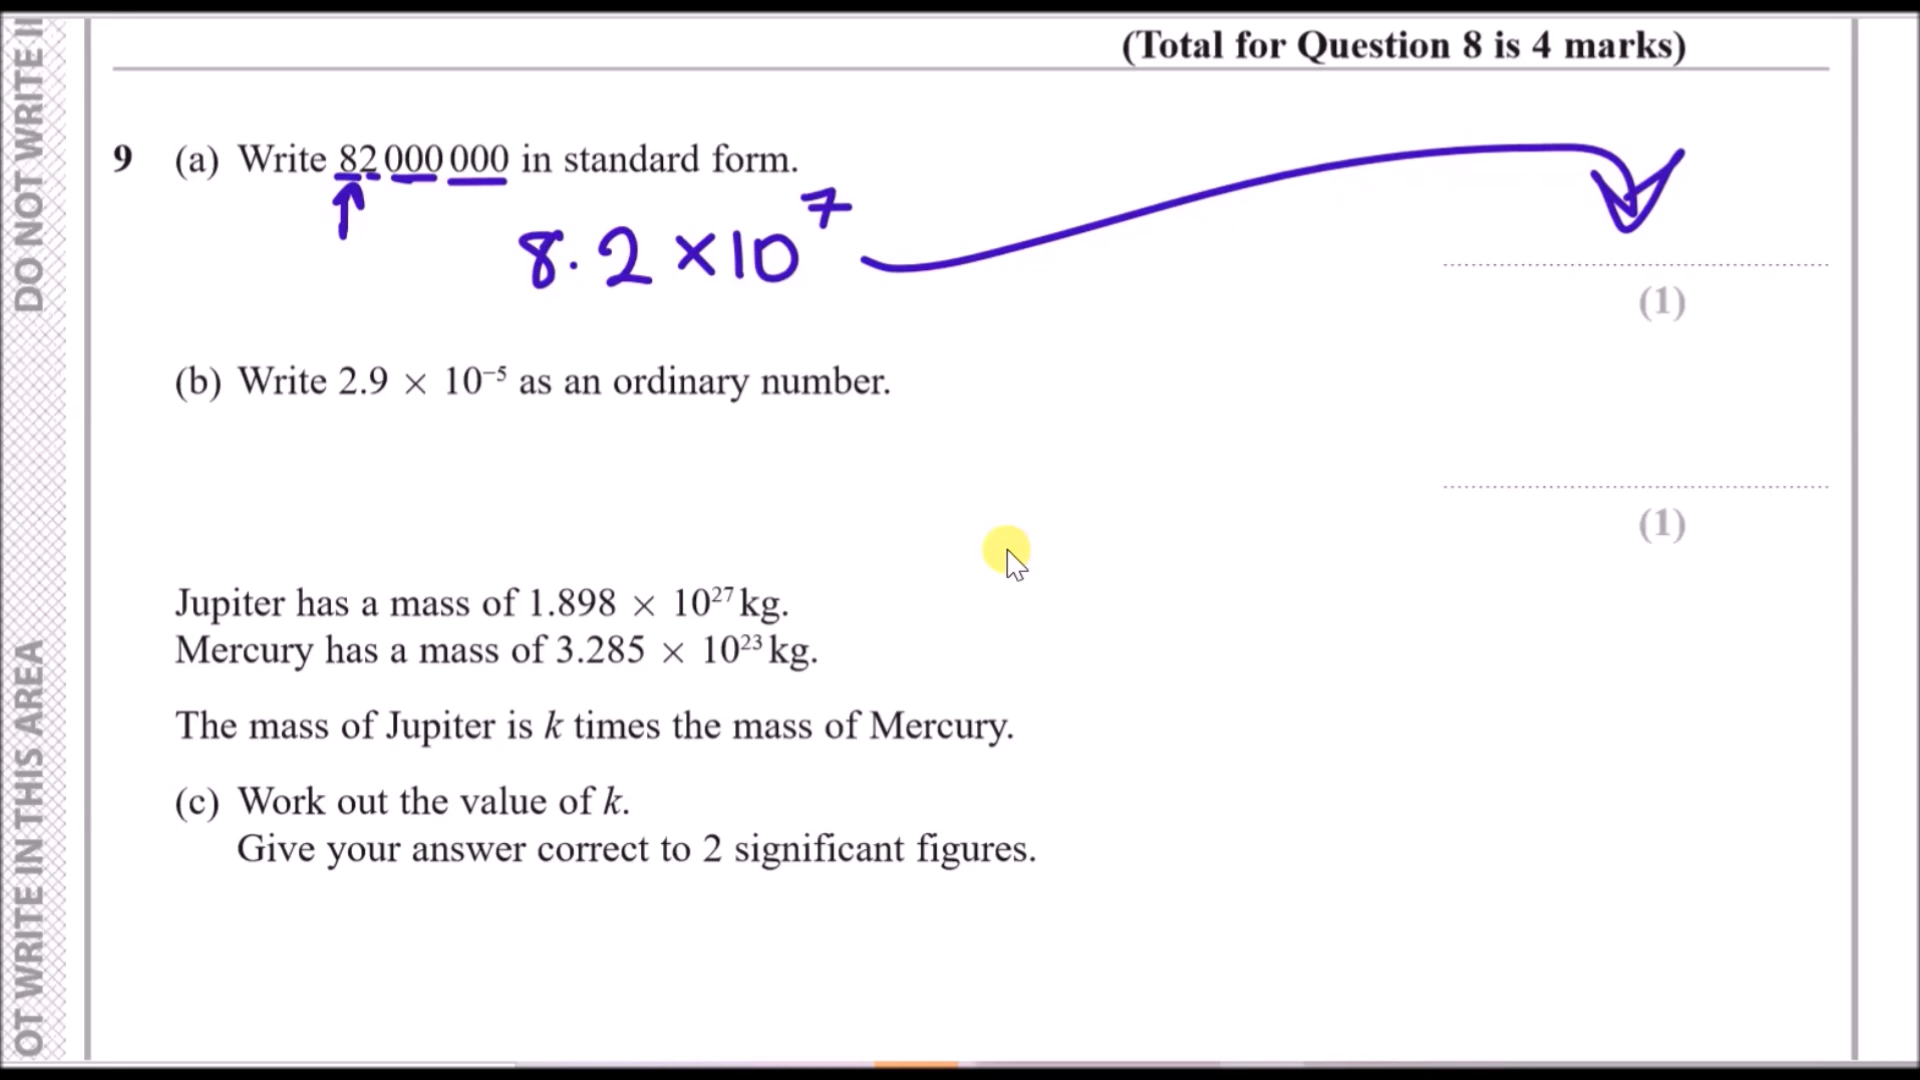 DO NOT WRITE I
(Total for Question 8 is 4 marks)
9 (a) Write 82 000 000 in standard form.
8.2 × 10⁷
(1)
(b) Write 2.9 × 10⁻⁵ as an ordinary number.
(1)
Jupiter has a mass of 1.898 × 10²⁷ kg.
Mercury has a mass of 3.285 × 10²³ kg.
The mass of Jupiter is k times the mass of Mercury.
(c) Work out the value of k.
Give your answer correct to 2 significant figures.
OT WRITE IN THIS AREA